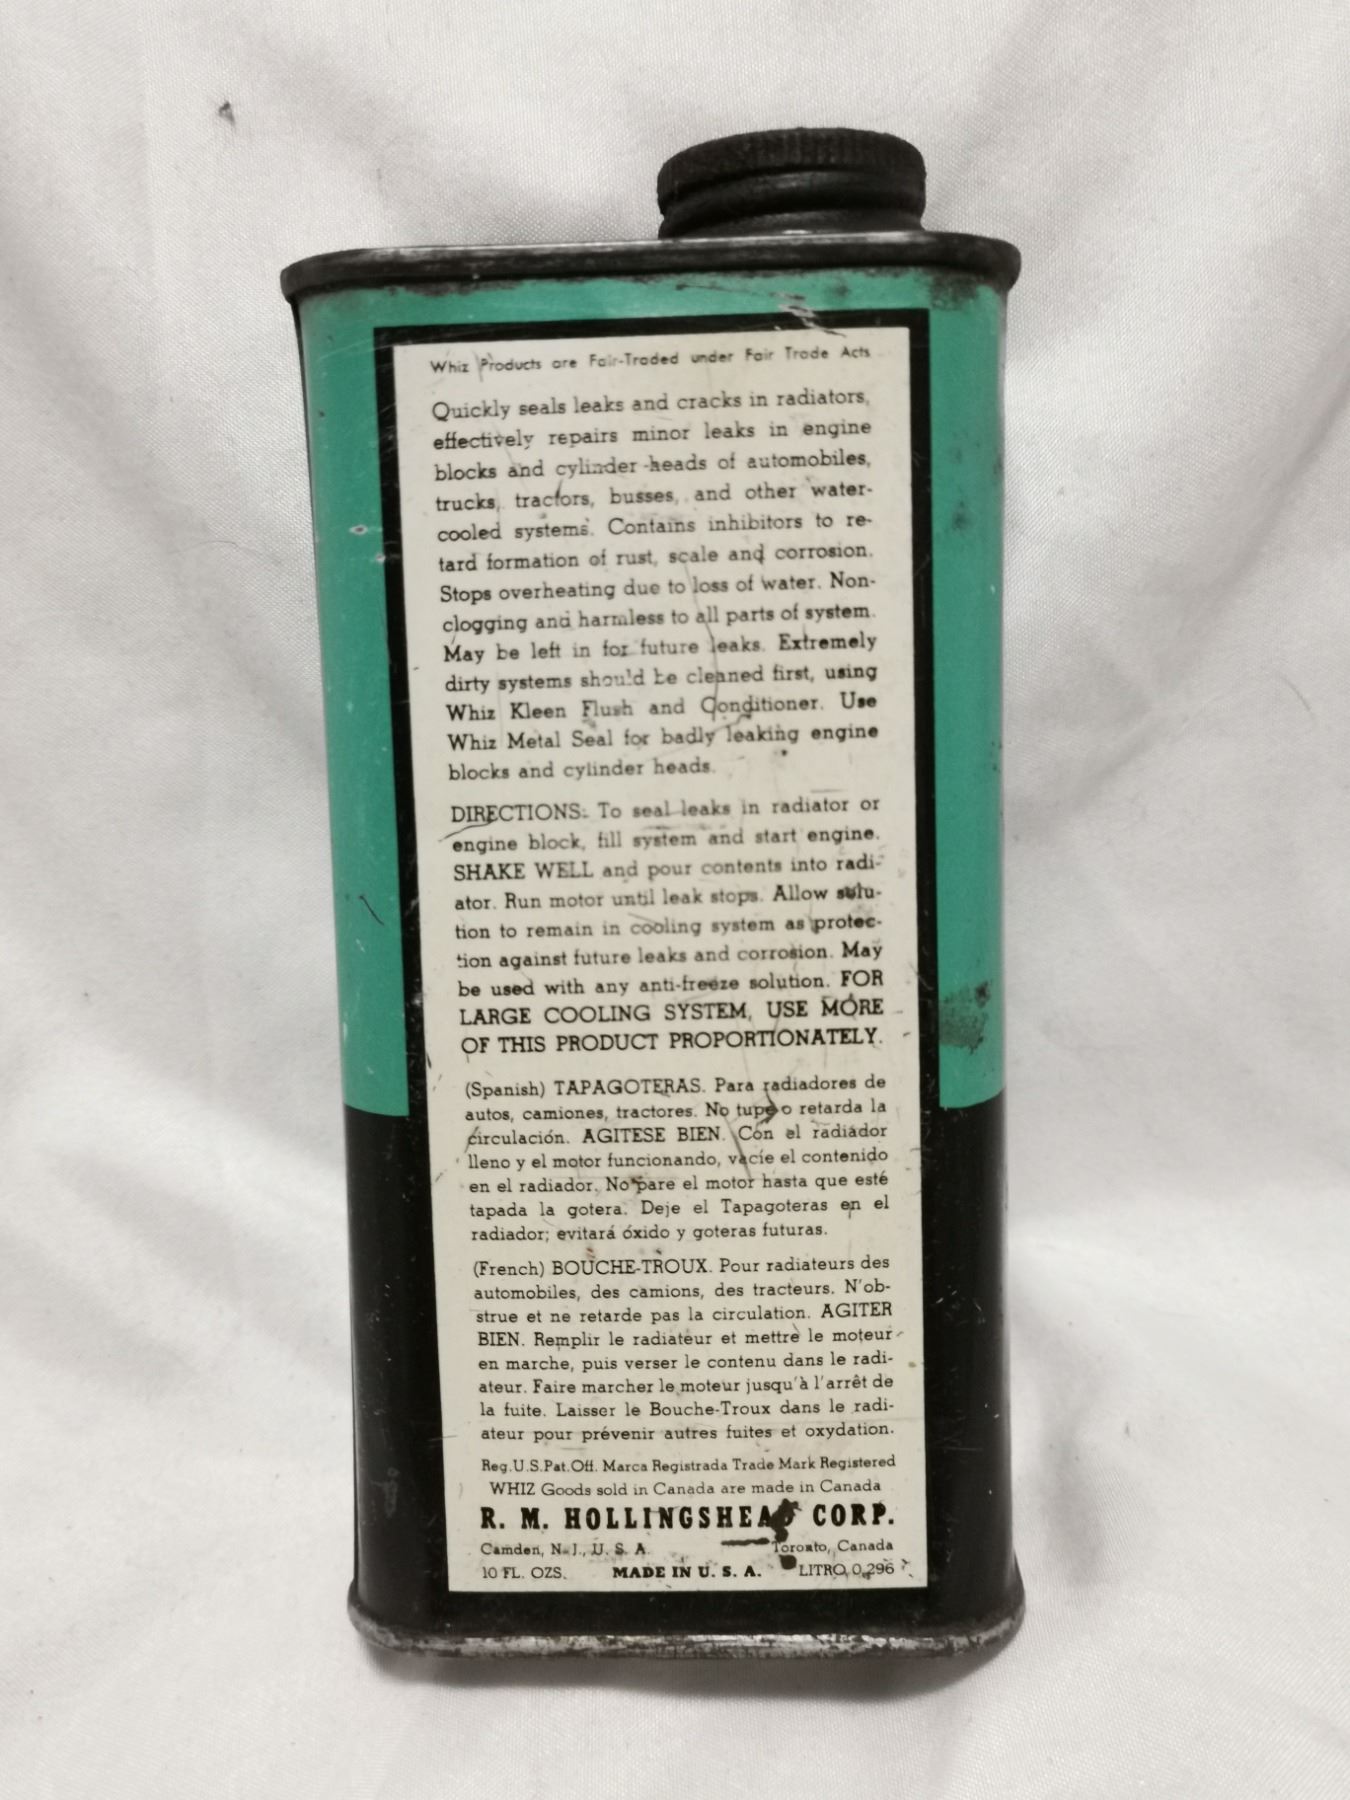 Whiz Products are Fair-Traded under Fair Trade Acts
Quickly seals leaks and cracks in radiators,
effectively repairs minor leaks in engine
blocks and cylinder heads of automobiles,
trucks, tractors, busses, and other water-
cooled systems. Contains inhibitors to re-
tard formation of rust, scale and corrosion.
Stops overheating due to loss of water. Non-
clogging and harmless to all parts of system.
May be left in for future leaks. Extremely
dirty systems should be cleaned first, using
Whiz Kleen Flush and Conditioner. Use
Whiz Metal Seal for badly leaking engine
blocks and cylinder heads.
DIRECTIONS: To seal leaks in radiator or
engine block, fill system and start engine.
SHAKE WELL and pour contents into radi-
ator. Run motor until leak stops. Allow solu-
tion to remain in cooling system as protec-
tion against future leaks and corrosion. May
be used with any anti-freeze solution. FOR
LARGE COOLING SYSTEM, USE MORE
OF THIS PRODUCT PROPORTIONATELY.
(Spanish) TAPAGOTERAS. Para radiadores de
autos, camiones, tractores. No tupe o retarda la
circulación. AGITESE BIEN. Con el radiador
lleno y el motor funcionando, vacíe el contenido
en el radiador. No pare el motor hasta que esté
tapada la gotera. Deje el Tapagoteras en el
radiador; evitará óxido y goteras futuras.
(French) BOUCHE-TROUX. Pour radiateurs des
automobiles, des camions, des tracteurs. N'ob-
strue et ne retarde pas la circulation. AGITER
BIEN. Remplir le radiateur et mettre le moteur
en marche, puis verser le contenu dans le radi-
ateur. Faire marcher le moteur jusqu'à l'arrêt de
la fuite. Laisser le Bouche-Troux dans le radi-
ateur pour prévenir autres fuites et oxydation.
Reg.U.S.Pat.Off. Marca Registrada Trade Mark Registered
WHIZ Goods sold in Canada are made in Canada
R. M. HOLLINGSHEAD CORP.
Camden, N.J., U. S. A. Toronto, Canada
10 FL. OZS. MADE IN U. S. A. LITRO 0,296